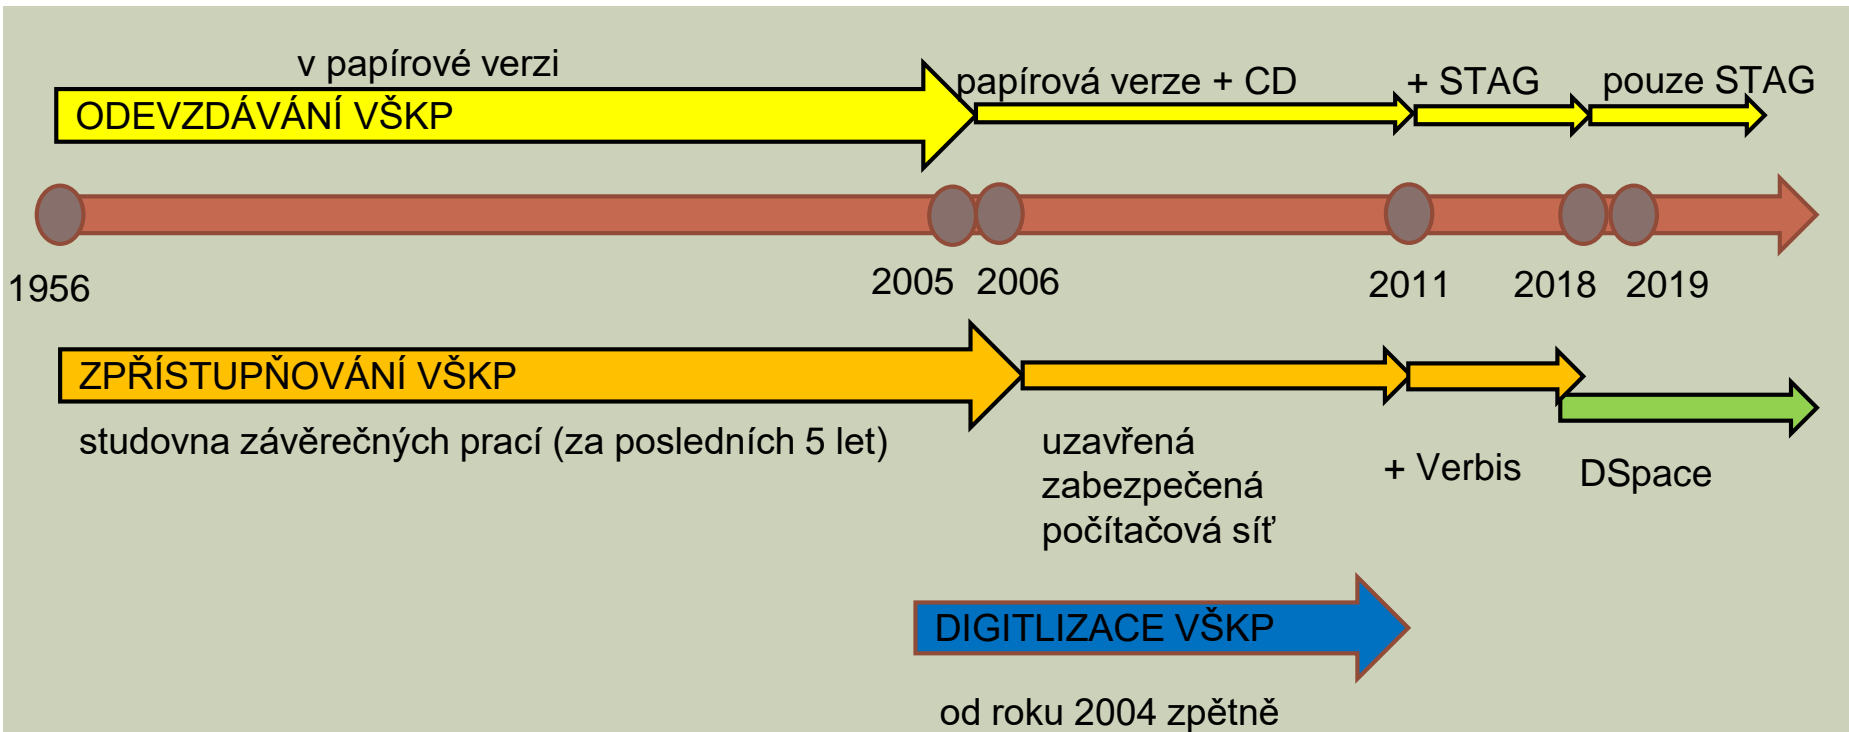 v papírové verzi
papírová verze + CD
+ STAG
pouze STAG
ODEVZDÁVÁNÍ VŠKP
1956
2005
2006
2011
2018
2019
ZPŘÍSTUPŇOVÁNÍ VŠKP
studovna závěrečných prací (za posledních 5 let)
uzavřená
zabezpečená
počítačová síť
+ Verbis
DSpace
DIGITLIZACE VŠKP
od roku 2004 zpětně